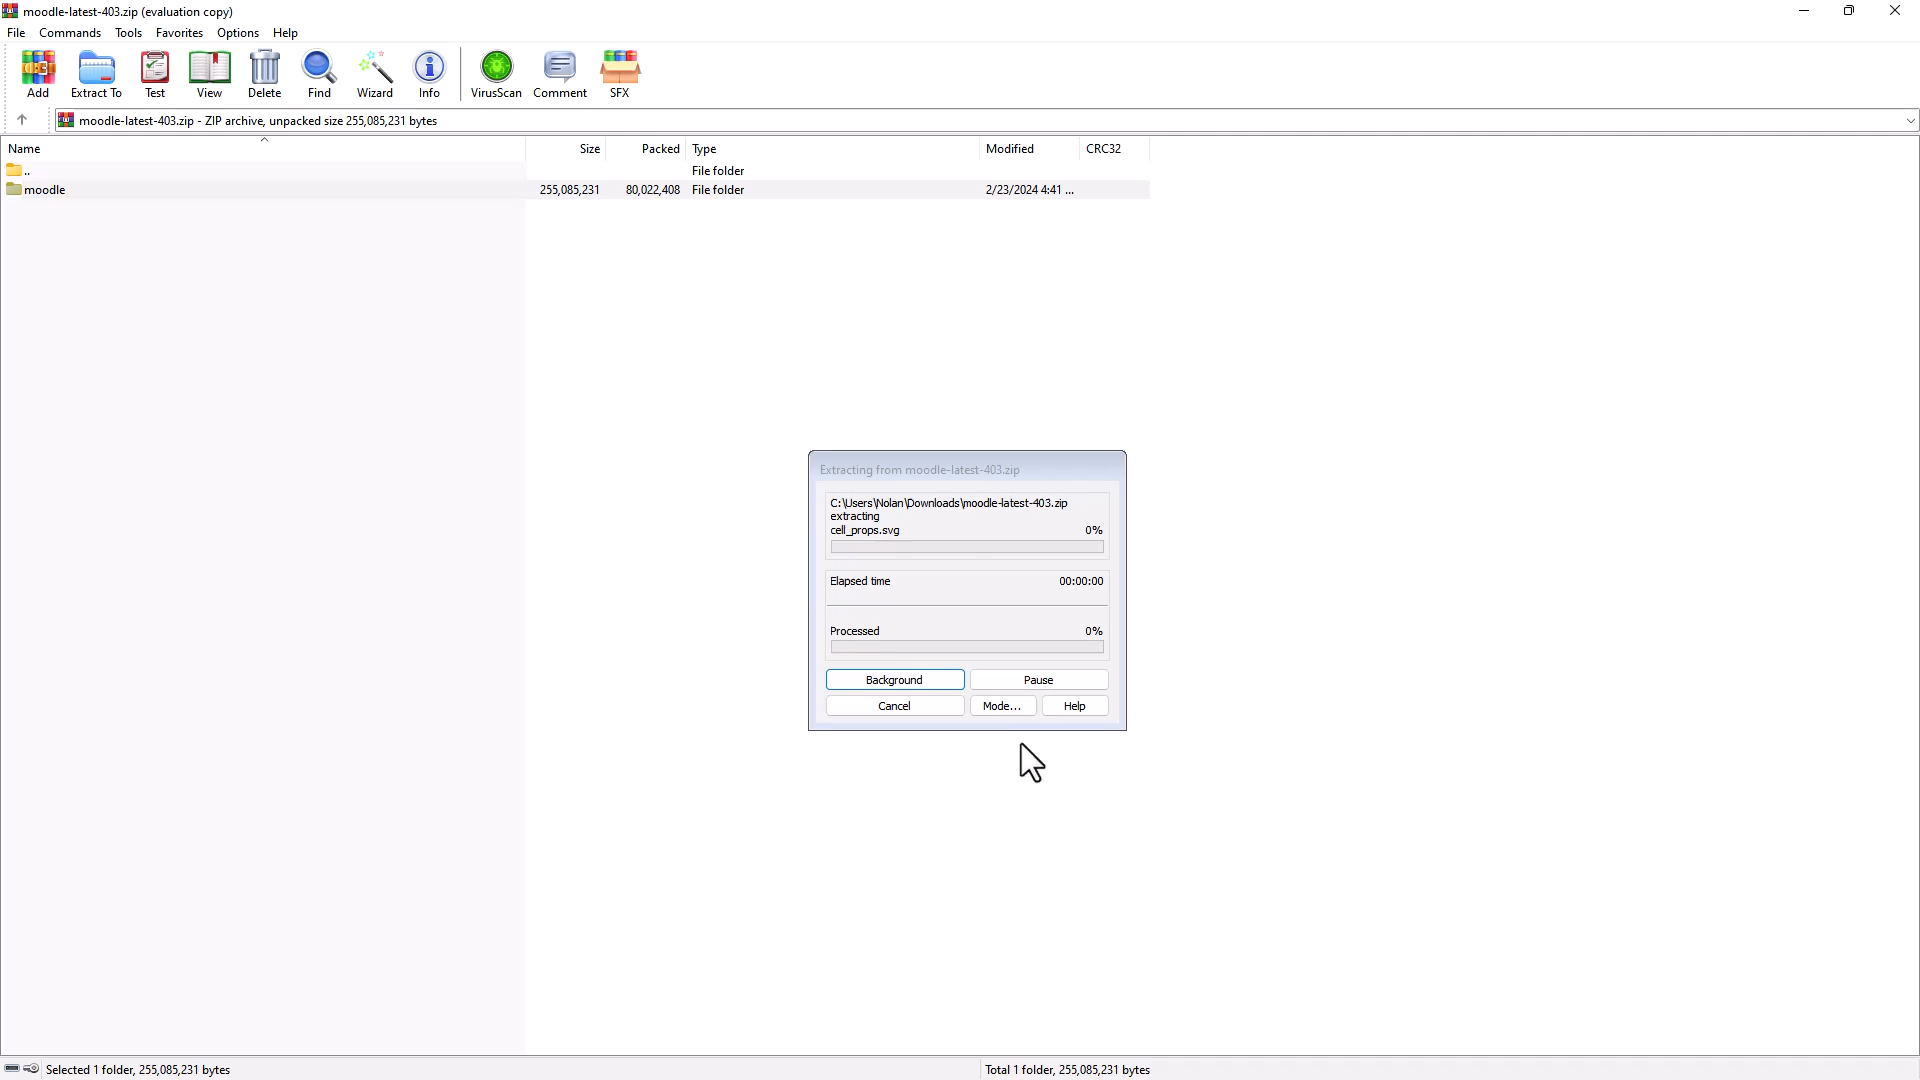 moodle-latest-403.zip (evaluation copy)
File Commands Tools Favorites Options Help
Add Extract To Test View Delete Find Wizard Info VirusScan Comment SFX
moodle-latest-403.zip - ZIP archive, unpacked size 255,085,231 bytes
Name Size Packed Type Modified CRC32
.. File folder
moodle 255,085,231 80,022,408 File folder 2/23/2024 4:41 ...
Extracting from moodle-latest-403.zip
C:\Users\Nolan\Downloads\moodle-latest-403.zip
extracting
cell_props.svg 0%
Elapsed time 00:00:00
Processed 0%
Background Pause
Cancel Mode... Help
Selected 1 folder, 255,085,231 bytes Total 1 folder, 255,085,231 bytes